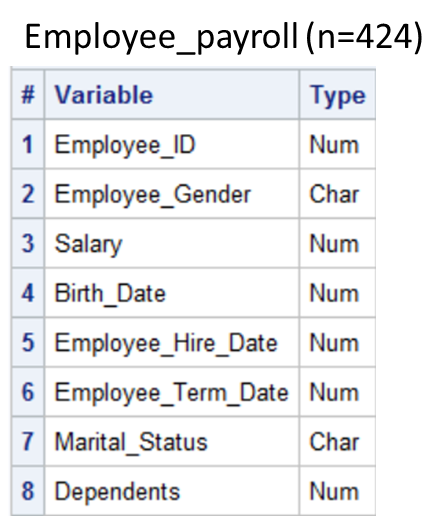 Employee_payroll (n=424)
# Variable Type
1 Employee_ID Num
2 Employee_Gender Char
3 Salary Num
4 Birth_Date Num
5 Employee_Hire_Date Num
6 Employee_Term_Date Num
7 Marital_Status Char
8 Dependents Num